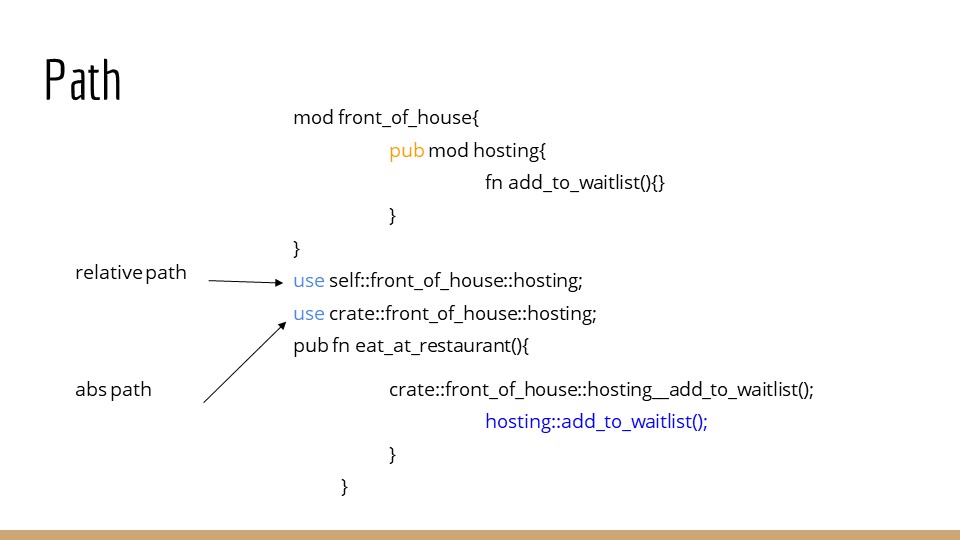 Path
mod front_of_house{
pub mod hosting{
fn add_to_waitlist(){}
}
}
relative path
use self::front_of_house::hosting;
use crate::front_of_house::hosting;
pub fn eat_at_restaurant(){
abs path
crate::front_of_house::hosting__add_to_waitlist();
hosting::add_to_waitlist();
}
}